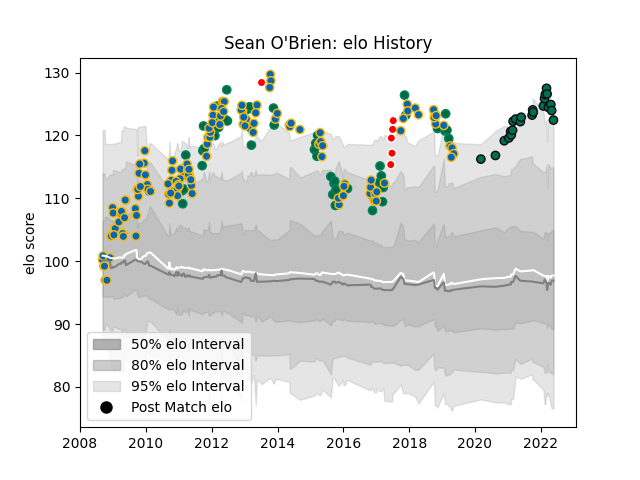 Sean O'Brien: elo History
130
120
110
100
90
80
elo score
50% elo Interval
80% elo Interval
95% elo Interval
Post Match elo
2008 2010 2012 2014 2016 2018 2020 2022